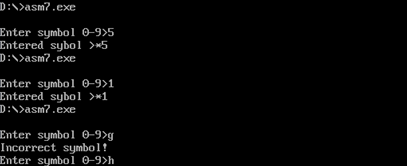 D:\>asm7.exe
Enter symbol 0-9>5
Entered sybol >*5
D:\>asm7.exe
Enter symbol 0-9>1
Entered sybol >*1
D:\>asm7.exe
Enter symbol 0-9>g
Incorrect symbol!
Enter symbol 0-9>h